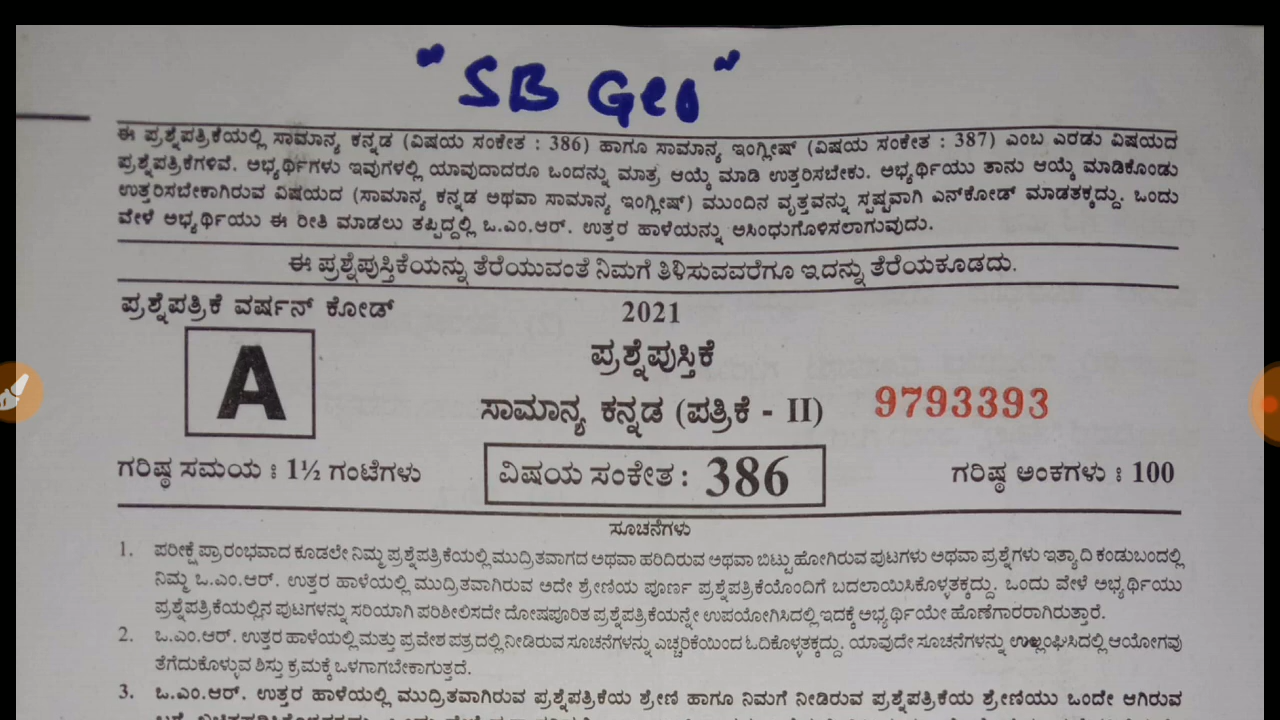 "SB Geo"
ಈ ಪ್ರಶ್ನೆಪತ್ರಿಕೆಯಲ್ಲಿ ಸಾಮಾನ್ಯ ಕನ್ನಡ (ವಿಷಯ ಸಂಕೇತ : 386) ಹಾಗೂ ಸಾಮಾನ್ಯ ಇಂಗ್ಲೀಷ್ (ವಿಷಯ ಸಂಕೇತ : 387) ಎಂಬ ಎರಡು ವಿಷಯದ
ಪ್ರಶ್ನೆಪತ್ರಿಕೆಗಳಿವೆ. ಅಭ್ಯರ್ಥಿಗಳು ಇವುಗಳಲ್ಲಿ ಯಾವುದಾದರೂ ಒಂದನ್ನು ಮಾತ್ರ ಆಯ್ಕೆ ಮಾಡಿ ಉತ್ತರಿಸಬೇಕು. ಅಭ್ಯರ್ಥಿಯು ತಾನು ಆಯ್ಕೆ ಮಾಡಿಕೊಂಡು
ಉತ್ತರಿಸಬೇಕಾಗಿರುವ ವಿಷಯದ (ಸಾಮಾನ್ಯ ಕನ್ನಡ ಅಥವಾ ಸಾಮಾನ್ಯ ಇಂಗ್ಲೀಷ್) ಮುಂದಿನ ವೃತ್ತವನ್ನು ಸ್ಪಷ್ಟವಾಗಿ ಎನ್‌ಕೋಡ್ ಮಾಡತಕ್ಕದ್ದು. ಒಂದು
ವೇಳೆ ಅಭ್ಯರ್ಥಿಯು ಈ ರೀತಿ ಮಾಡಲು ತಪ್ಪಿದ್ದಲ್ಲಿ ಒ.ಎಂ.ಆರ್. ಉತ್ತರ ಹಾಳೆಯನ್ನು ಅಸಿಂಧುಗೊಳಿಸಲಾಗುವುದು.
ಈ ಪ್ರಶ್ನೆಪುಸ್ತಿಕೆಯನ್ನು ತೆರೆಯುವಂತೆ ನಿಮಗೆ ತಿಳಿಸುವವರೆಗೂ ಇದನ್ನು ತೆರೆಯಕೂಡದು.
ಪ್ರಶ್ನೆಪತ್ರಿಕೆ ವರ್ಷನ್ ಕೋಡ್ 2021
A ಪ್ರಶ್ನೆಪುಸ್ತಿಕೆ
ಸಾಮಾನ್ಯ ಕನ್ನಡ (ಪತ್ರಿಕೆ - II) 9793393
ಗರಿಷ್ಠ ಸಮಯ : 1½ ಗಂಟೆಗಳು ವಿಷಯ ಸಂಕೇತ : 386 ಗರಿಷ್ಠ ಅಂಕಗಳು : 100
ಸೂಚನೆಗಳು
1. ಪರೀಕ್ಷೆ ಪ್ರಾರಂಭವಾದ ಕೂಡಲೇ ನಿಮ್ಮ ಪ್ರಶ್ನೆಪತ್ರಿಕೆಯಲ್ಲಿ ಮುದ್ರಿತವಾಗದ ಅಥವಾ ಹರಿದಿರುವ ಅಥವಾ ಬಿಟ್ಟುಹೋಗಿರುವ ಪುಟಗಳು ಅಥವಾ ಪ್ರಶ್ನೆಗಳು ಇತ್ಯಾದಿ ಕಂಡುಬಂದಲ್ಲಿ
ನಿಮ್ಮ ಒ.ಎಂ.ಆರ್. ಉತ್ತರ ಹಾಳೆಯಲ್ಲಿ ಮುದ್ರಿತವಾಗಿರುವ ಅದೇ ಶ್ರೇಣಿಯ ಪೂರ್ಣ ಪ್ರಶ್ನೆಪತ್ರಿಕೆಯೊಂದಿಗೆ ಬದಲಾಯಿಸಿಕೊಳ್ಳತಕ್ಕದ್ದು. ಒಂದು ವೇಳೆ ಅಭ್ಯರ್ಥಿಯು
ಪ್ರಶ್ನೆಪತ್ರಿಕೆಯಲ್ಲಿನ ಪುಟಗಳನ್ನು ಸರಿಯಾಗಿ ಪರಿಶೀಲಿಸದೇ ದೋಷಪೂರಿತ ಪ್ರಶ್ನೆಪತ್ರಿಕೆಯನ್ನೇ ಉಪಯೋಗಿಸಿದಲ್ಲಿ ಇದಕ್ಕೆ ಅಭ್ಯರ್ಥಿಯೇ ಹೊಣೆಗಾರರಾಗಿರುತ್ತಾರೆ.
2. ಒ.ಎಂ.ಆರ್. ಉತ್ತರ ಹಾಳೆಯಲ್ಲಿ ಮತ್ತು ಪ್ರವೇಶ ಪತ್ರದಲ್ಲಿ ನೀಡಿರುವ ಸೂಚನೆಗಳನ್ನು ಎಚ್ಚರಿಕೆಯಿಂದ ಓದಿಕೊಳ್ಳತಕ್ಕದ್ದು. ಯಾವುದೇ ಸೂಚನೆಗಳನ್ನು ಉಲ್ಲಂಘಿಸಿದಲ್ಲಿ ಆಯೋಗವು
ತೆಗೆದುಕೊಳ್ಳುವ ಶಿಸ್ತು ಕ್ರಮಕ್ಕೆ ಒಳಗಾಗಬೇಕಾಗುತ್ತದೆ.
3. ಒ.ಎಂ.ಆರ್. ಉತ್ತರ ಹಾಳೆಯಲ್ಲಿ ಮುದ್ರಿತವಾಗಿರುವ ಪ್ರಶ್ನೆಪತ್ರಿಕೆಯ ಶ್ರೇಣಿ ಹಾಗೂ ನಿಮಗೆ ನೀಡಿರುವ ಪ್ರಶ್ನೆಪತ್ರಿಕೆಯ ಶ್ರೇಣಿಯು ಒಂದೇ ಆಗಿರುವ